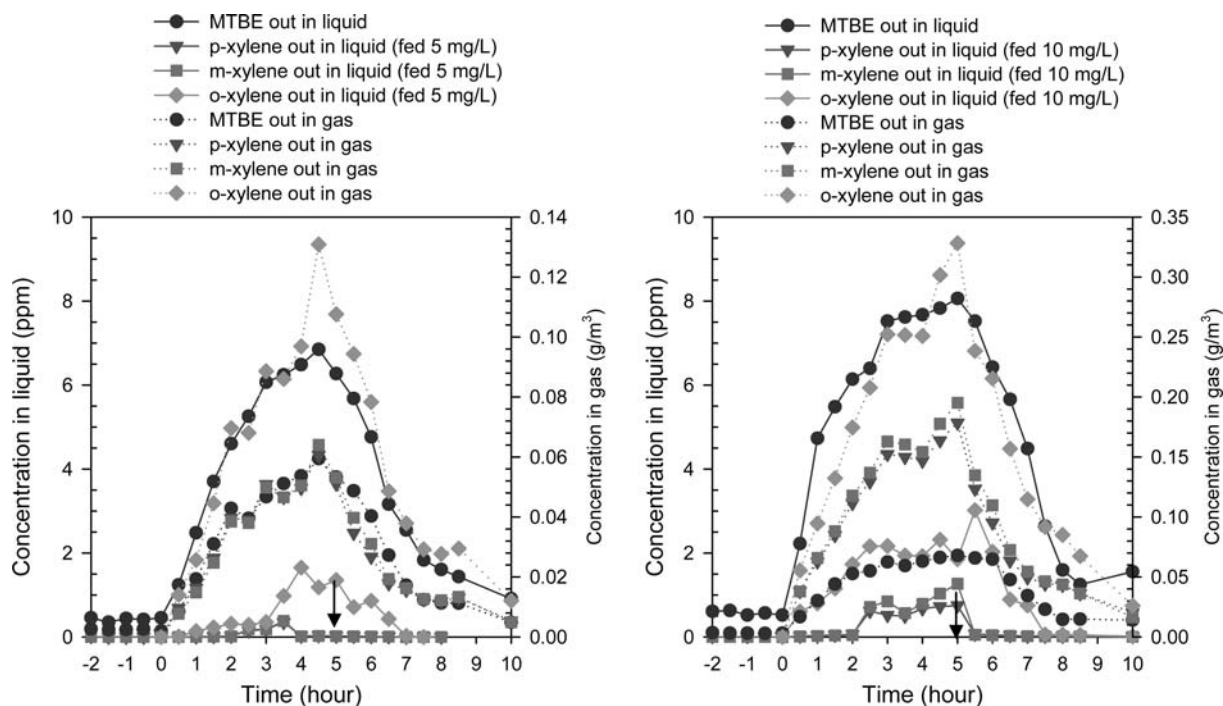 MTBE out in liquid
p-xylene out in liquid (fed 5 mg/L)
m-xylene out in liquid (fed 5 mg/L)
o-xylene out in liquid (fed 5 mg/L)
MTBE out in gas
p-xylene out in gas
m-xylene out in gas
o-xylene out in gas
10
8
6
4
2
0
Concentration in liquid (ppm)
0.14
0.12
0.10
0.08
0.06
0.04
0.02
0.00
Concentration in gas (g/m³)
-2 -1 0 1 2 3 4 5 6 7 8 10
Time (hour)
MTBE out in liquid
p-xylene out in liquid (fed 10 mg/L)
m-xylene out in liquid (fed 10 mg/L)
o-xylene out in liquid (fed 10 mg/L)
MTBE out in gas
p-xylene out in gas
m-xylene out in gas
o-xylene out in gas
10
8
6
4
2
0
Concentration in liquid (ppm)
0.35
0.30
0.25
0.20
0.15
0.10
0.05
0.00
Concentration in gas (g/m³)
-2 -1 0 1 2 3 4 5 6 7 8 10
Time (hour)